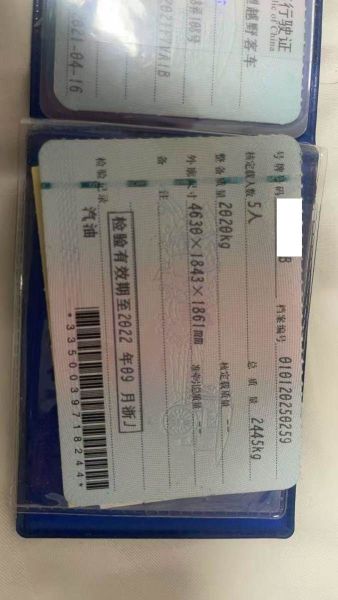 行驶证
lic of China
越野客车
2021-04-16
号牌号码 B 档案编号 010120250259
核定载人数 5人 总质量 2445kg
整备质量 2020kg 核定载质量 --
外廓尺寸 4630×1843×1861mm 准牵引总质量 --
备注
检验有效期至2022年09月浙J
检验记录
汽油
*3350039718244*